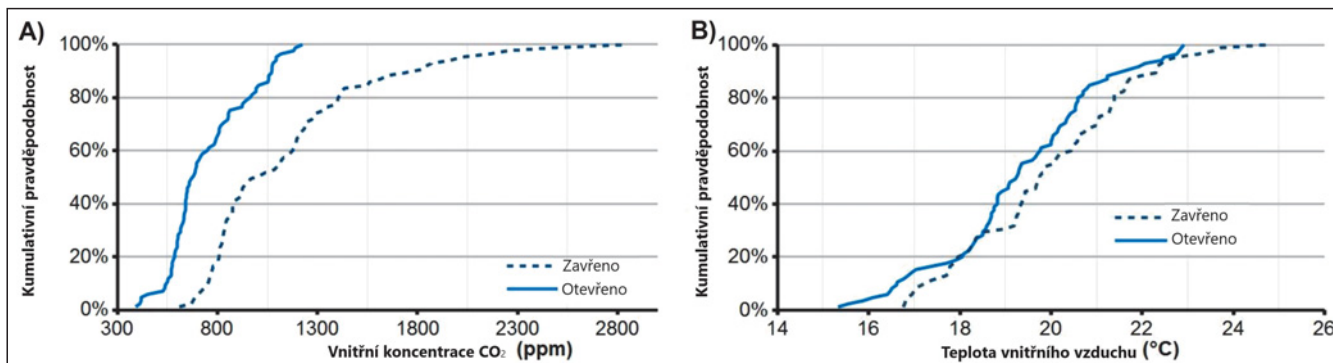 A)
Kumulativní pravděpodobnost
100%
80%
60%
40%
20%
0%
Zavřeno
Otevřeno
300 800 1300 1800 2300 2800
Vnitřní koncentrace CO₂ (ppm)
B)
Kumulativní pravděpodobnost
100%
80%
60%
40%
20%
0%
Zavřeno
Otevřeno
14 16 18 20 22 24 26
Teplota vnitřního vzduchu (°C)